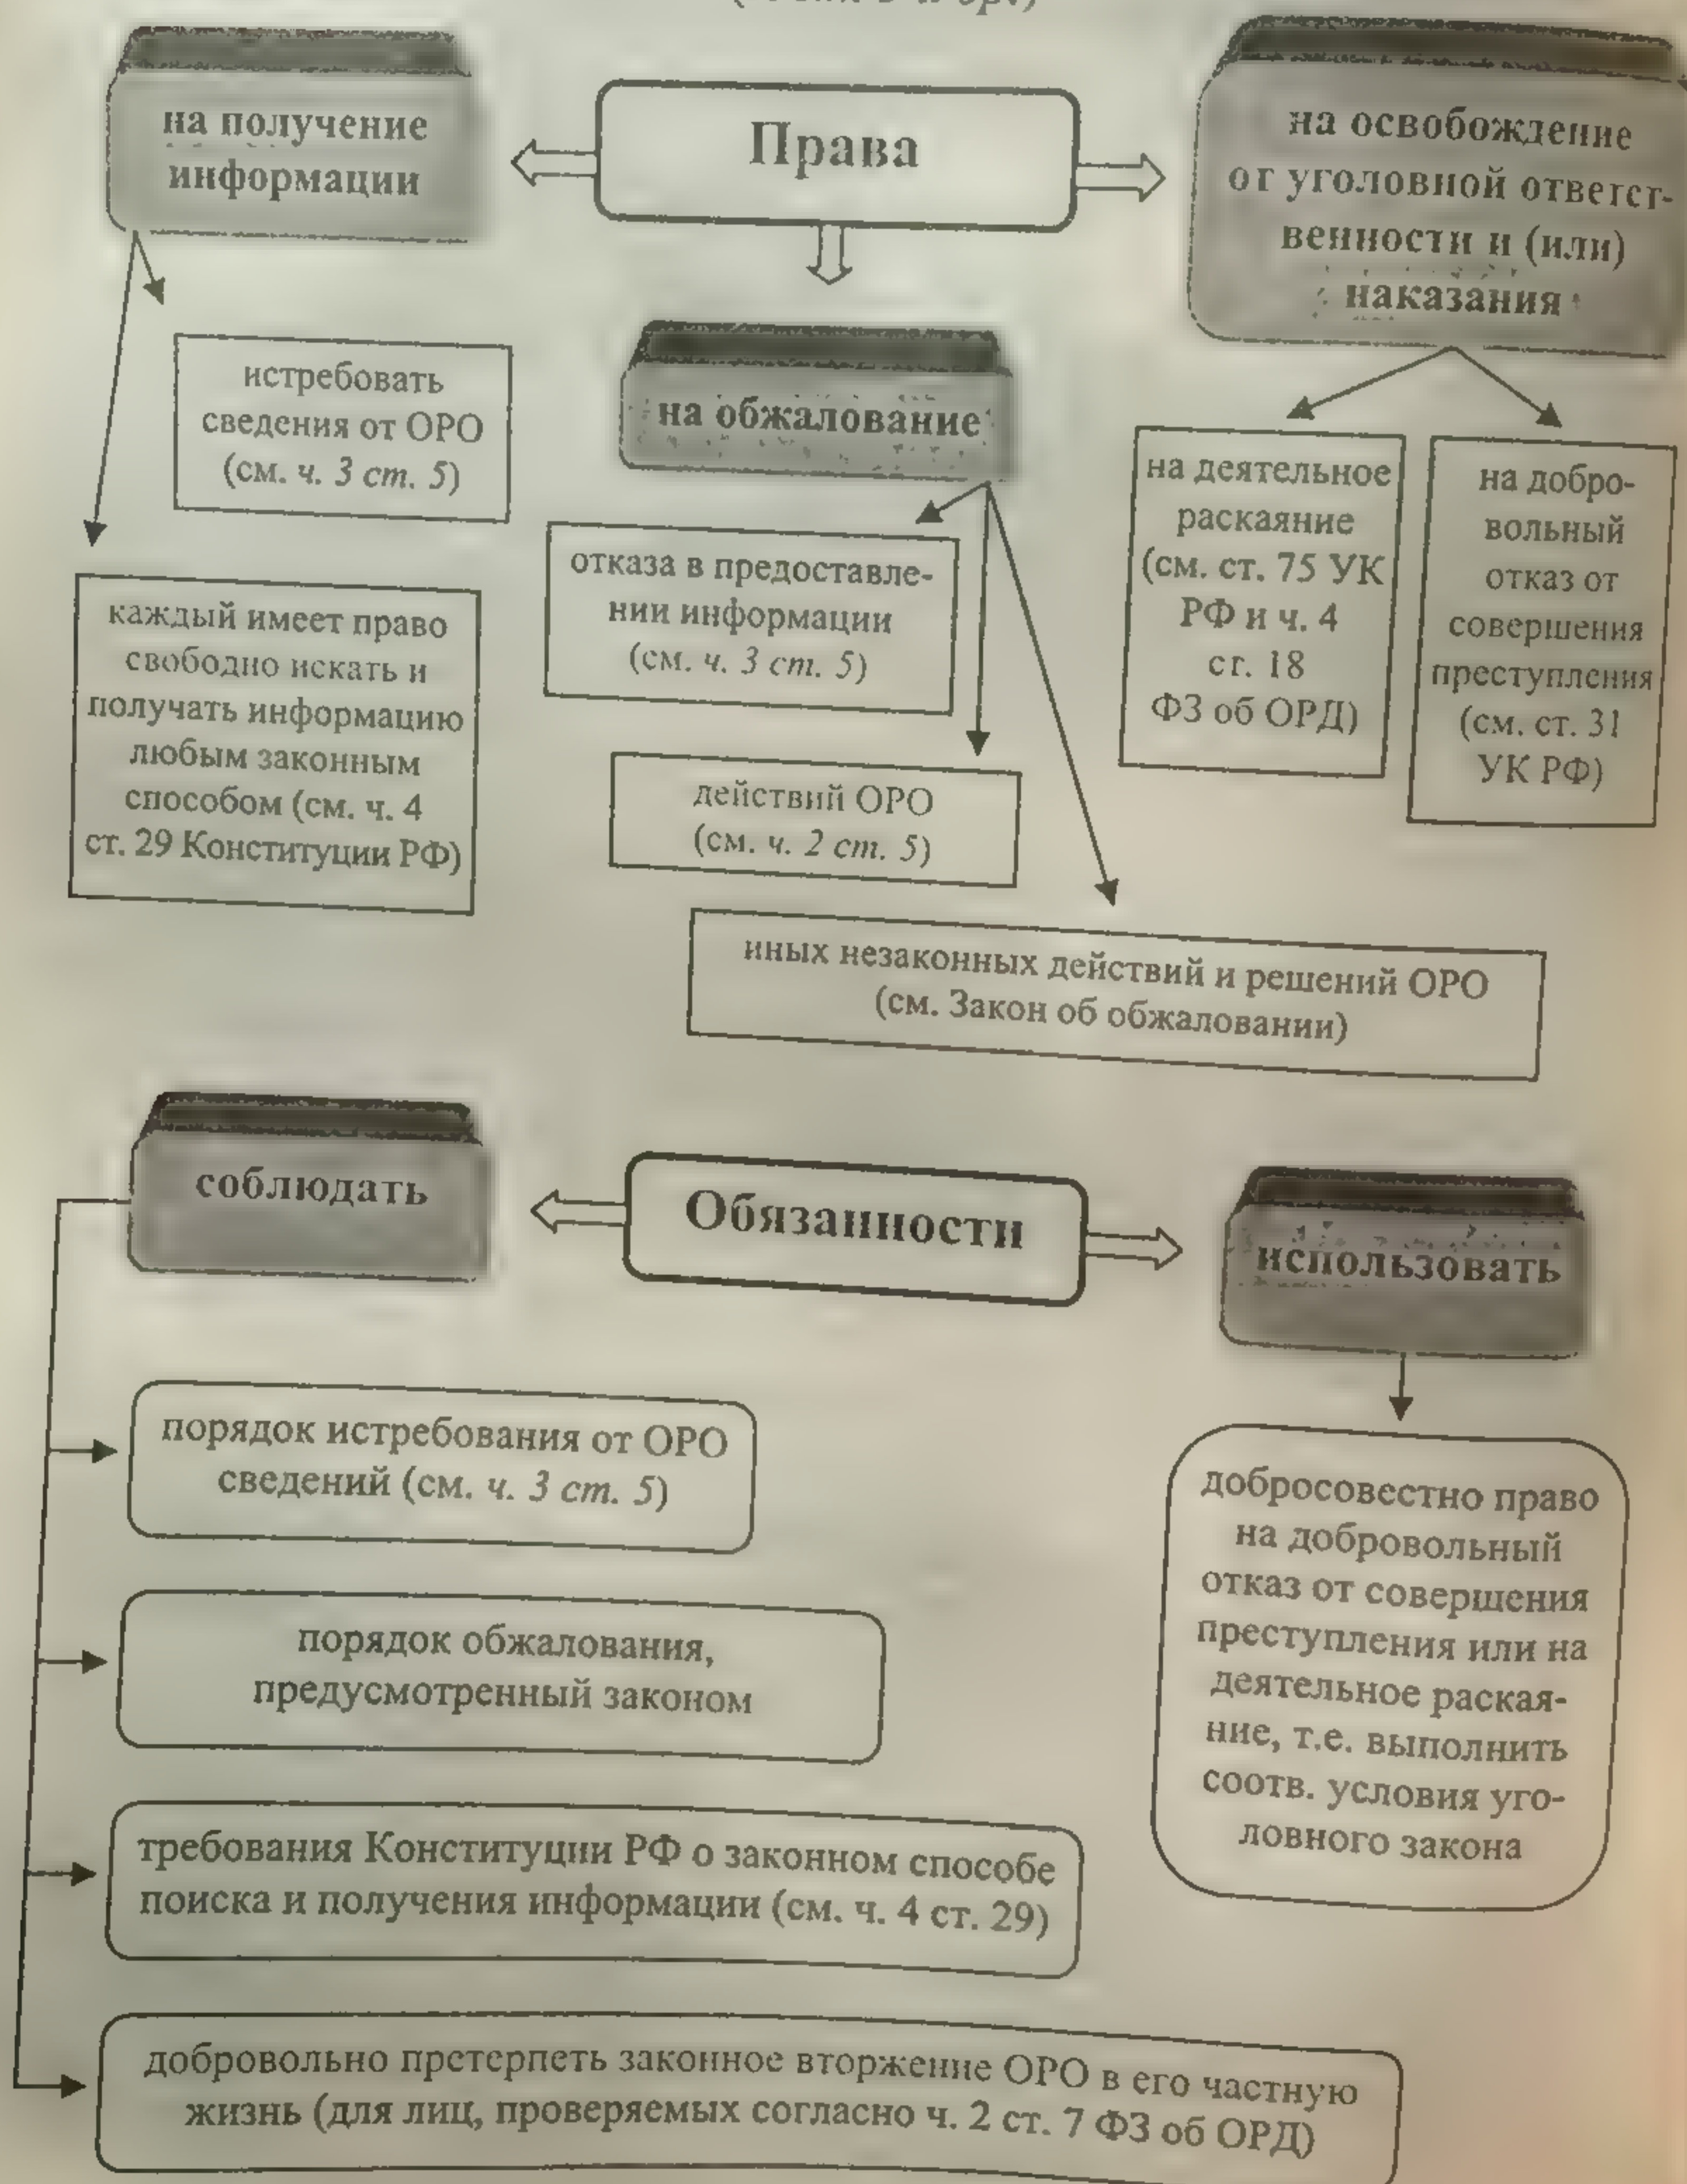 Права
на получение
информации
истребовать
сведения от ОРО
(см. ч. 3 ст. 5)
каждый имеет право
свободно искать и
получать информацию
любым законным
способом (см. ч. 4
ст. 29 Конституции РФ)
на обжалование
отказа в предоставле-
нии информации
(см. ч. 3 ст. 5)
действий ОРО
(см. ч. 2 ст. 5)
иных незаконных действий и решений ОРО
(см. Закон об обжаловании)
на освобождение
от уголовной ответст-
венности и (или)
наказания
на деятельное
раскаяние
(см. ст. 75 УК
РФ и ч. 4
ст. 18
ФЗ об ОРД)
на добро-
вольный
отказ от
совершения
преступления
(см. ст. 31
УК РФ)
Обязанности
соблюдать
порядок истребования от ОРО
сведений (см. ч. 3 ст. 5)
порядок обжалования,
предусмотренный законом
требования Конституции РФ о законном способе
поиска и получения информации (см. ч. 4 ст. 29)
добровольно претерпеть законное вторжение ОРО в его частную
жизнь (для лиц, проверяемых согласно ч. 2 ст. 7 ФЗ об ОРД)
использовать
добросовестно право
на добровольный
отказ от совершения
преступления или на
деятельное раская-
ние, т.е. выполнить
соотв. условия уго-
ловного закона